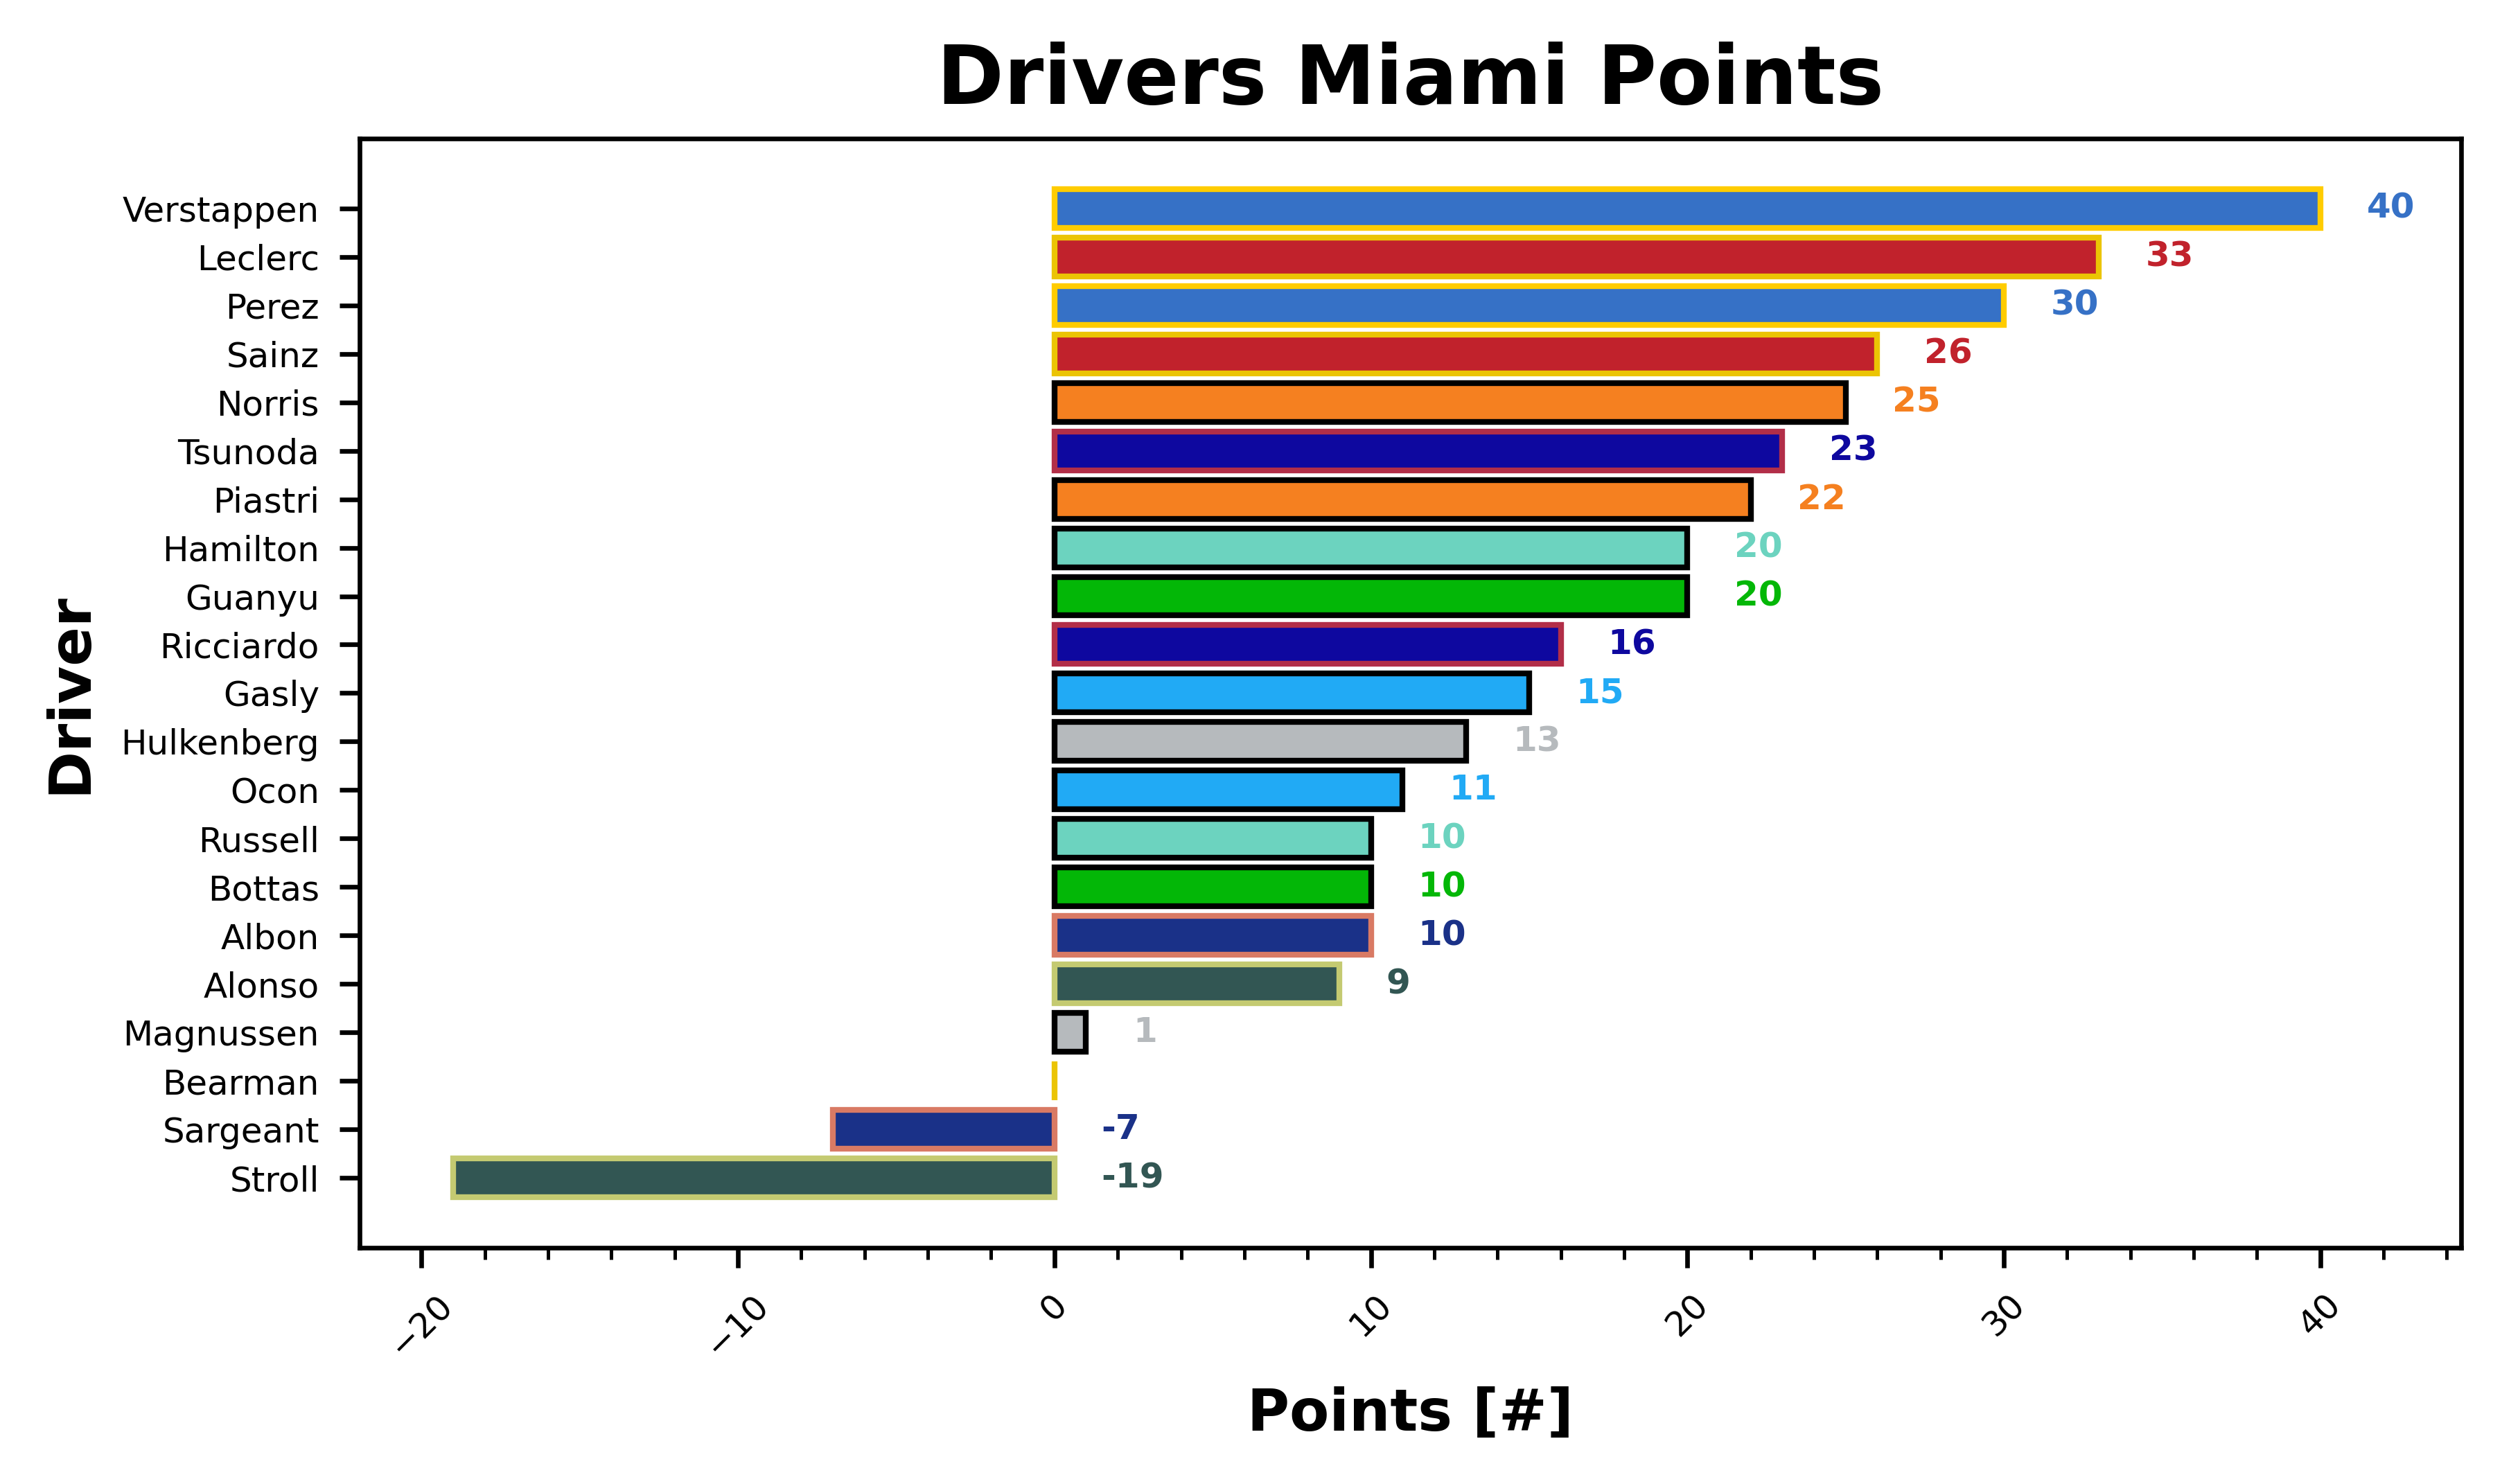 Drivers Miami Points
Driver
Verstappen 40
Leclerc 33
Perez 30
Sainz 26
Norris 25
Tsunoda 23
Piastri 22
Hamilton 20
Guanyu 20
Ricciardo 16
Gasly 15
Hulkenberg 13
Ocon 11
Russell 10
Bottas 10
Albon 10
Alonso 9
Magnussen 1
Bearman
Sargeant -7
Stroll -19
−20 −10 0 10 20 30 40
Points [#]